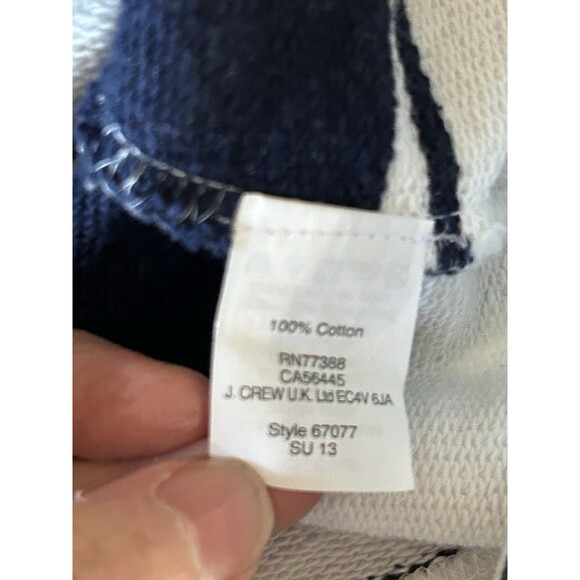 100% Cotton
RN77388
CA56445
J. CREW U.K. Ltd EC4V 6JA
Style 67077
SU 13